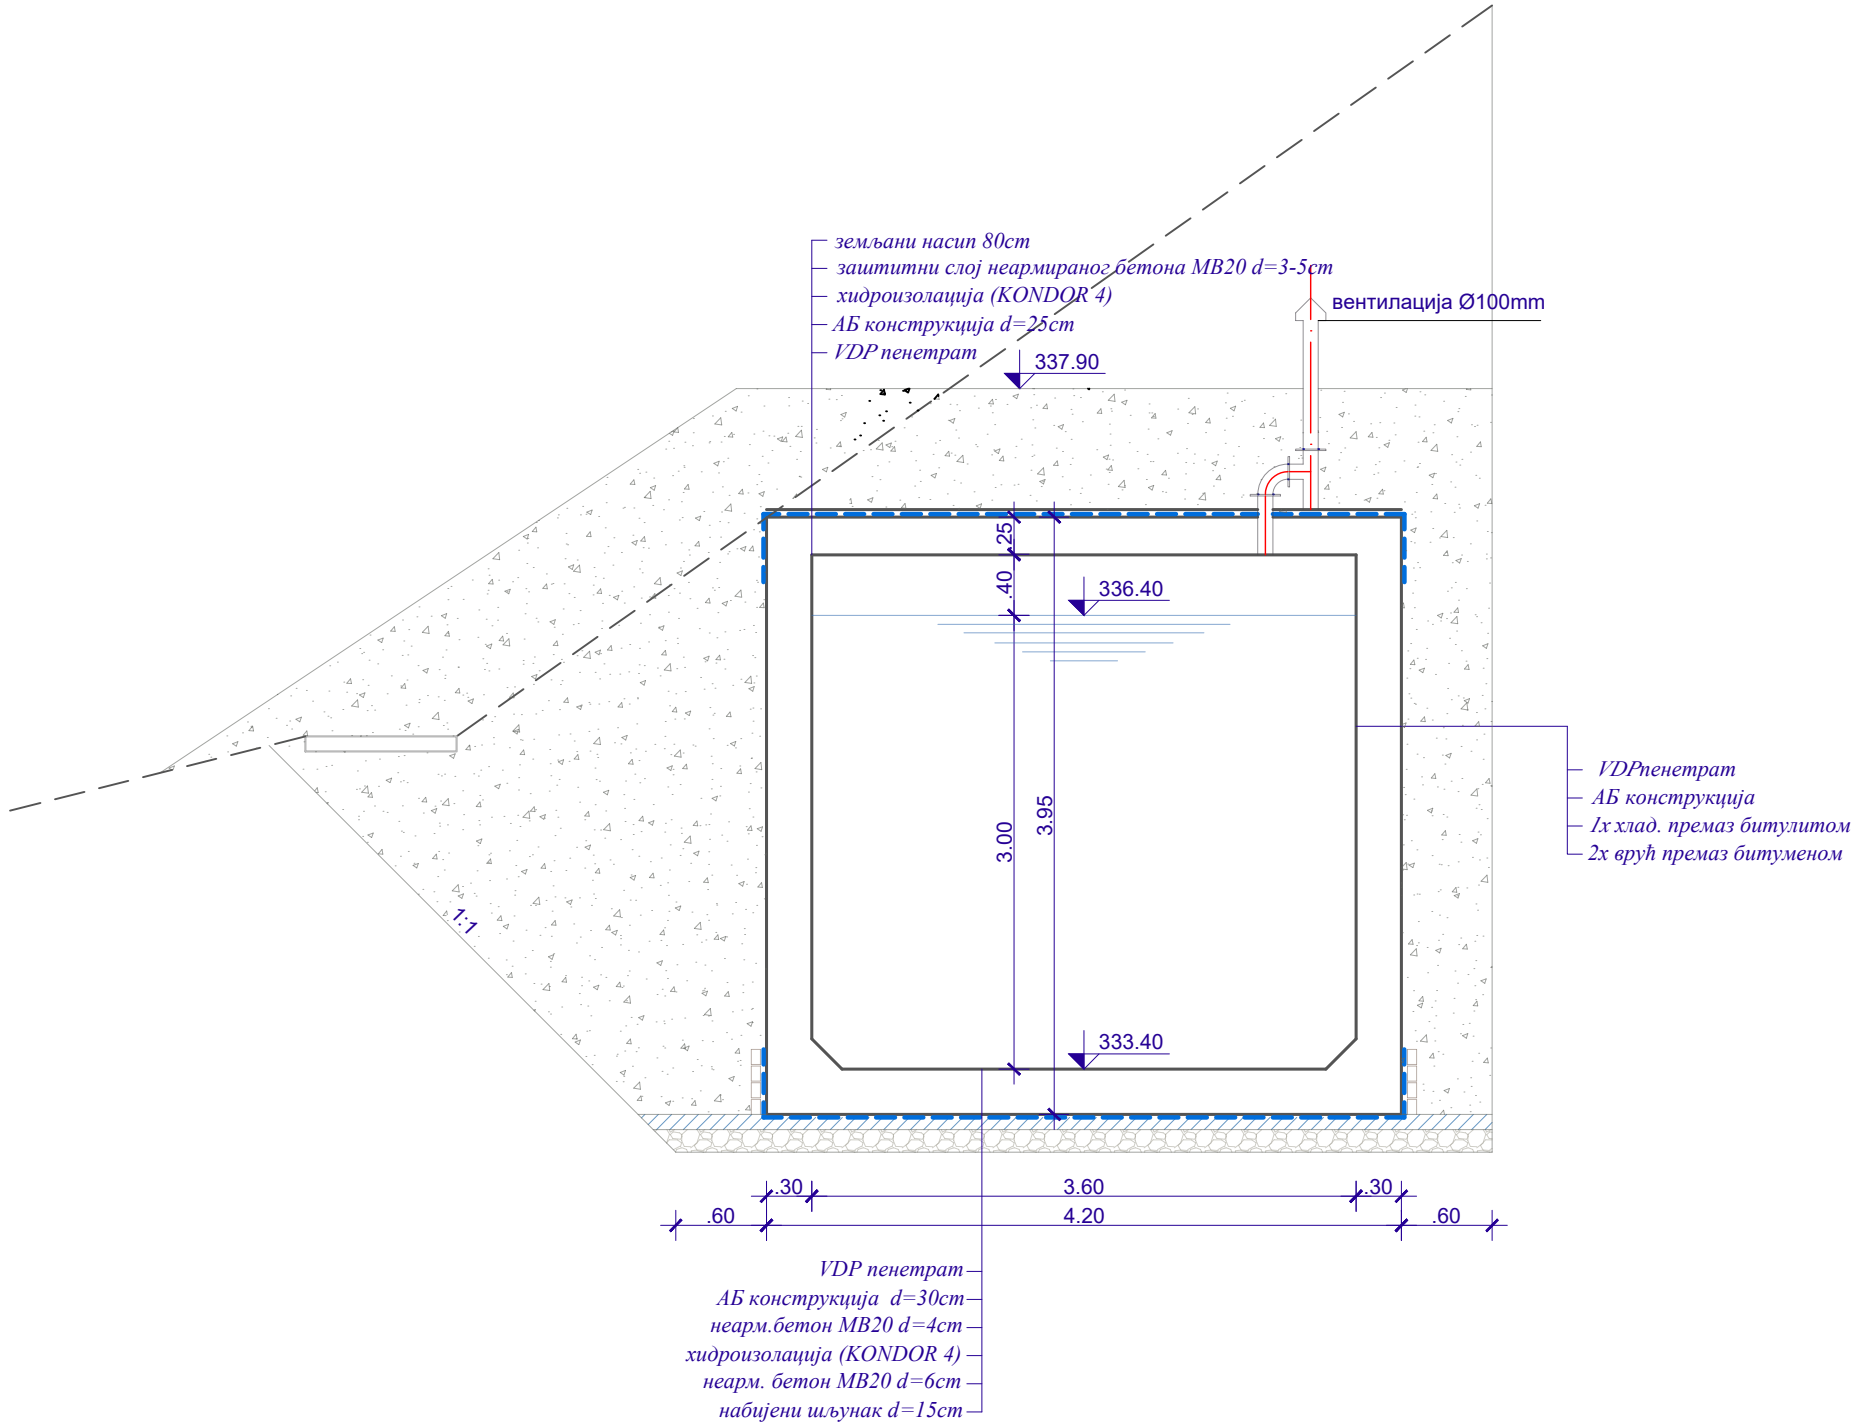 земљани насип 80cm
заштитни слој неармираног бетона МВ20 d=3-5cm
хидроизолација (KONDOR 4)
АБ конструкција d=25cm
VDP пенетрат
вентилација Ø100mm
337.90
.25
.40
336.40
3.00
3.95
VDPпенетрат
АБ конструкција
1x хлад. премаз битулитом
2x врућ премаз битуменом
1:1
333.40
.30
3.60
.30
.60
4.20
.60
VDP пенетрат
АБ конструкција d=30cm
неарм.бетон МВ20 d=4cm
хидроизолација (KONDOR 4)
неарм. бетон МВ20 d=6cm
набијени шљунак d=15cm